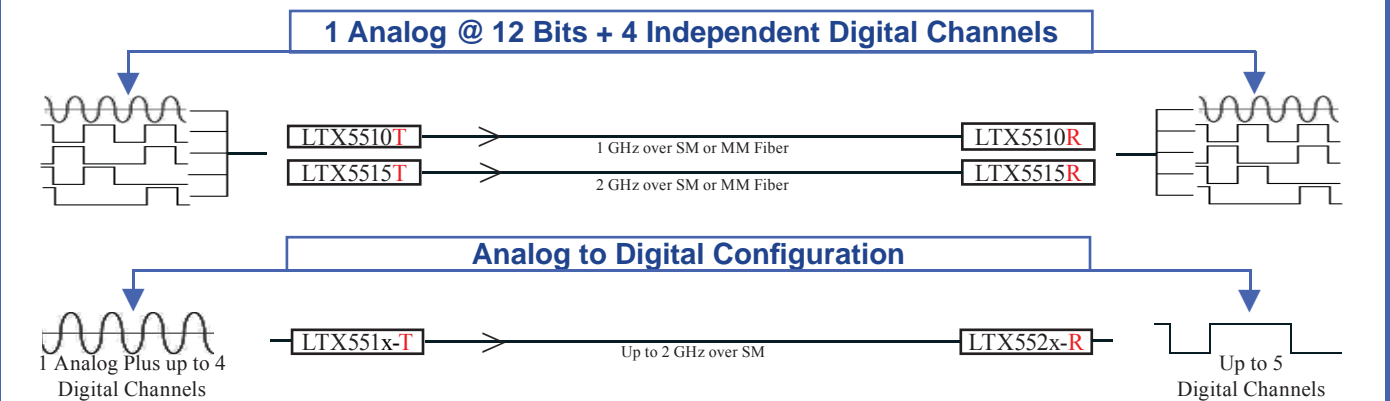 1 Analog @ 12 Bits + 4 Independent Digital Channels
LTX5510T
1 GHz over SM or MM Fiber
LTX5510R
LTX5515T
2 GHz over SM or MM Fiber
LTX5515R
Analog to Digital Configuration
LTX551x-T
Up to 2 GHz over SM
LTX552x-R
1 Analog Plus up to 4
Digital Channels
Up to 5
Digital Channels